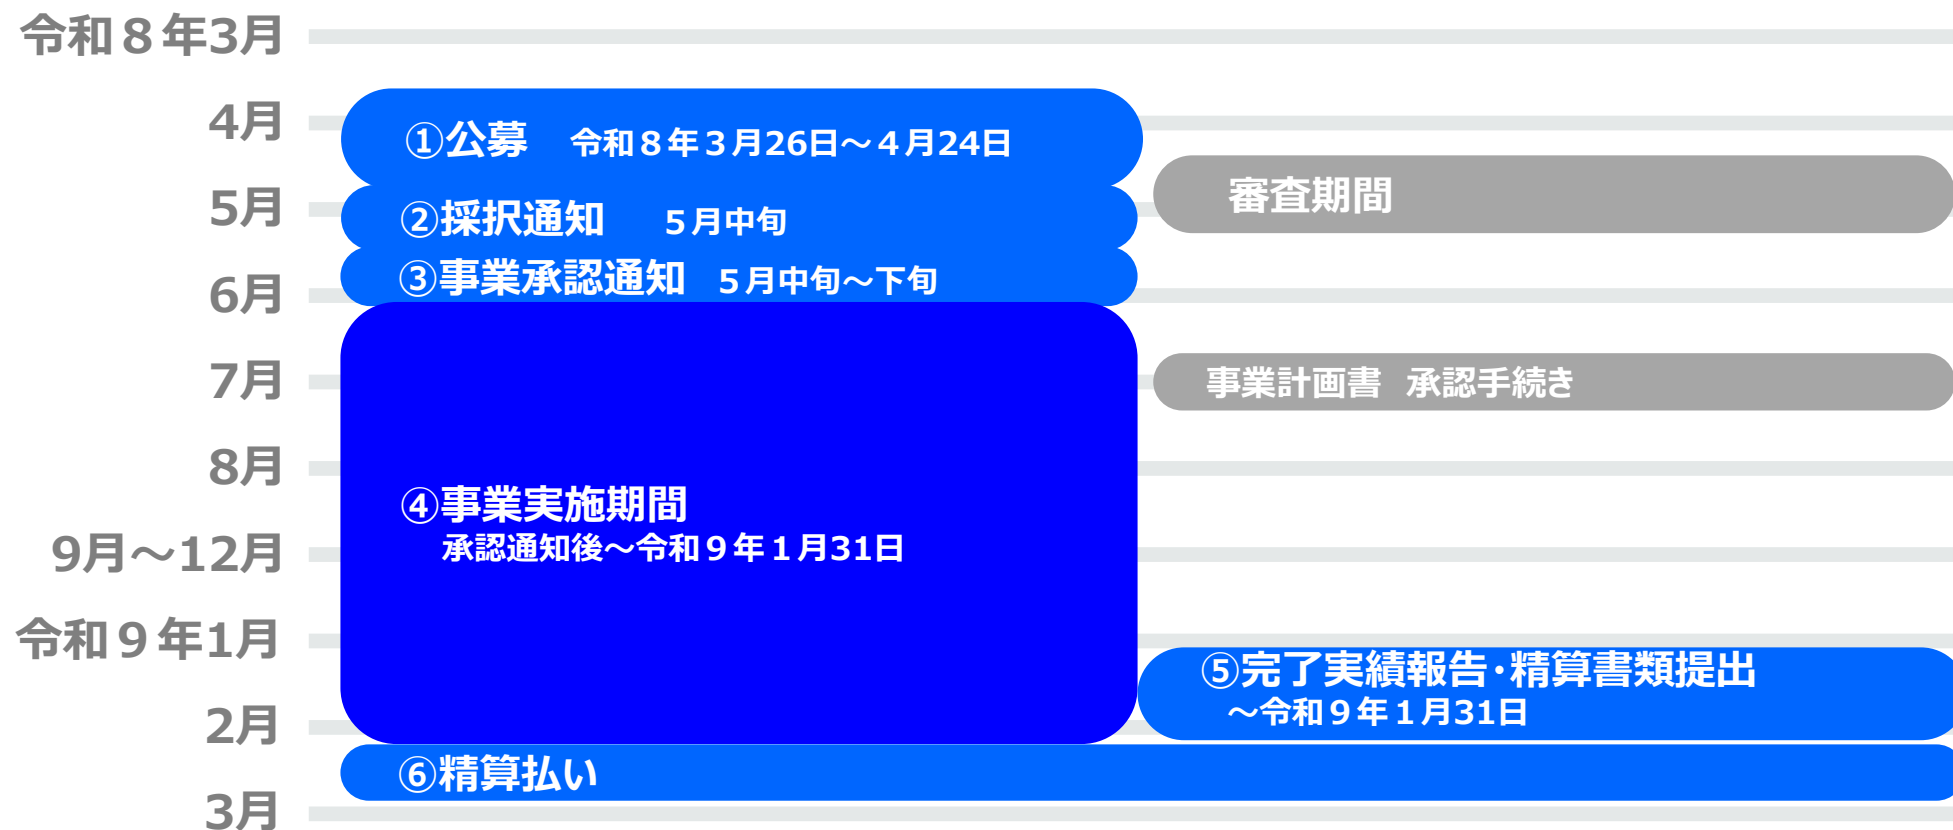 令和８年3月
4月
①公募　令和８年３月26日～４月24日
審査期間
5月
②採択通知　５月中旬
③事業承認通知　５月中旬～下旬
6月
7月
事業計画書　承認手続き
8月
④事業実施期間
承認通知後～令和９年１月31日
9月～12月
令和９年1月
⑤完了実績報告・精算書類提出
～令和９年１月31日
2月
⑥精算払い
3月